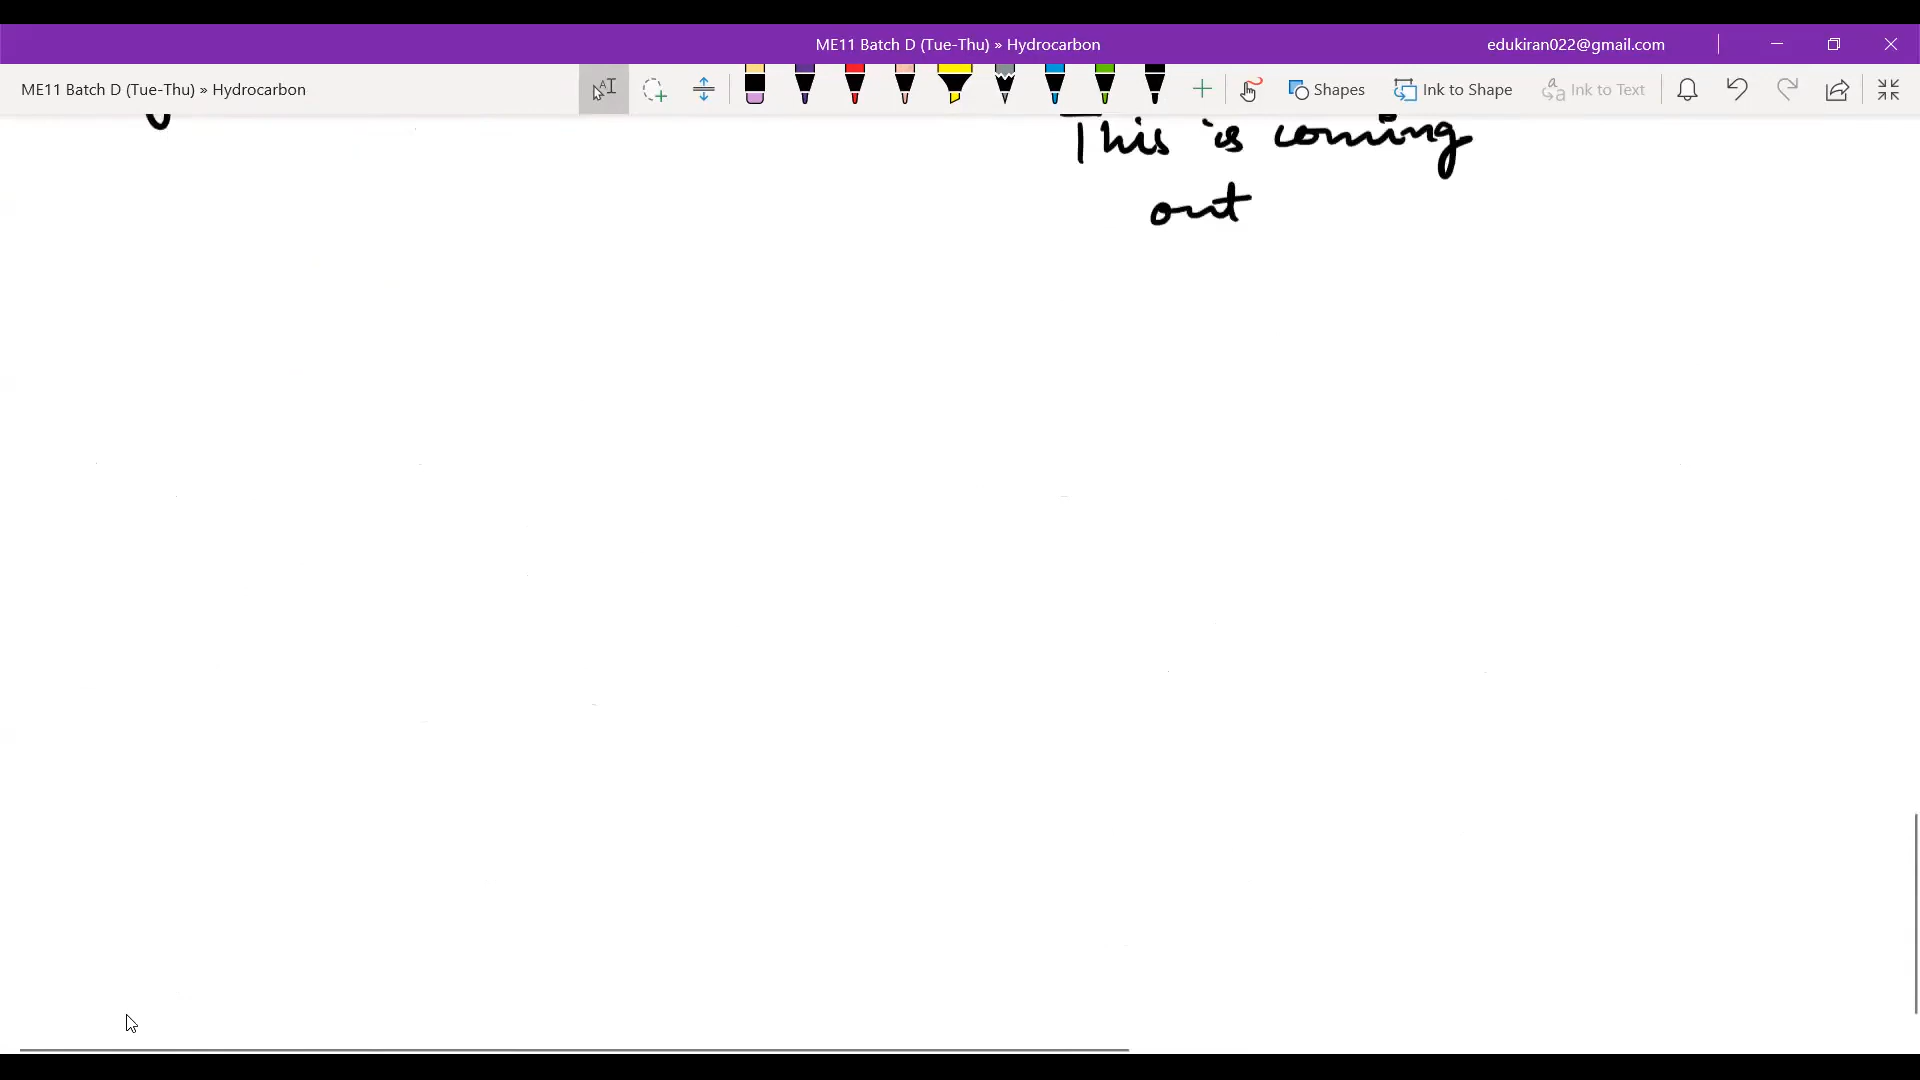 ME11 Batch D (Tue-Thu) » Hydrocarbon
edukiran022@gmail.com
ME11 Batch D (Tue-Thu) » Hydrocarbon
Shapes
Ink to Shape
Ink to Text
This is coming
out